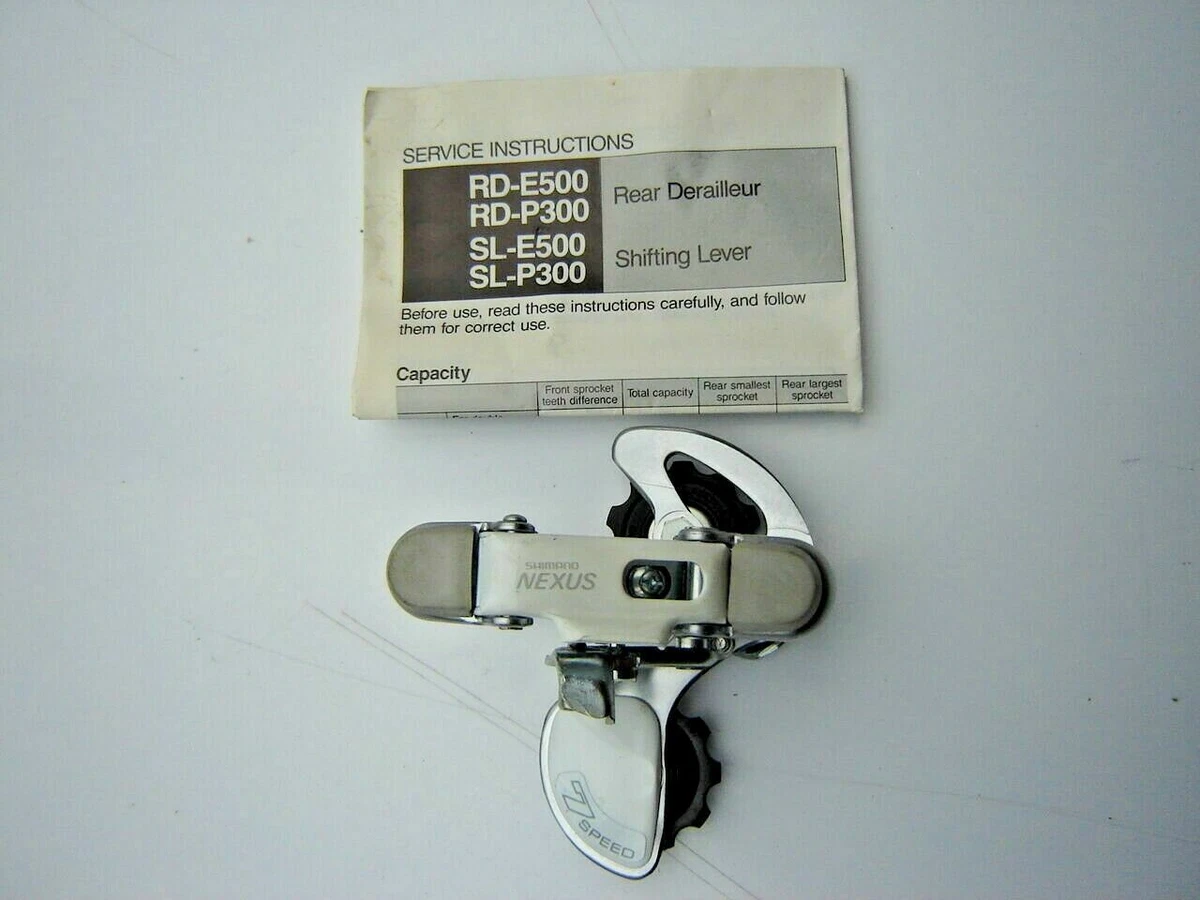 SERVICE INSTRUCTIONS
RD-E500
RD-P300
Rear Derailleur
SL-E500
SL-P300
Shifting Lever
Before use, read these instructions carefully, and follow
them for correct use.
Capacity
Front sprocket
teeth difference
Total capacity
Rear smallest
sprocket
Rear largest
sprocket
SHIMANO
NEXUS
7
SPEED